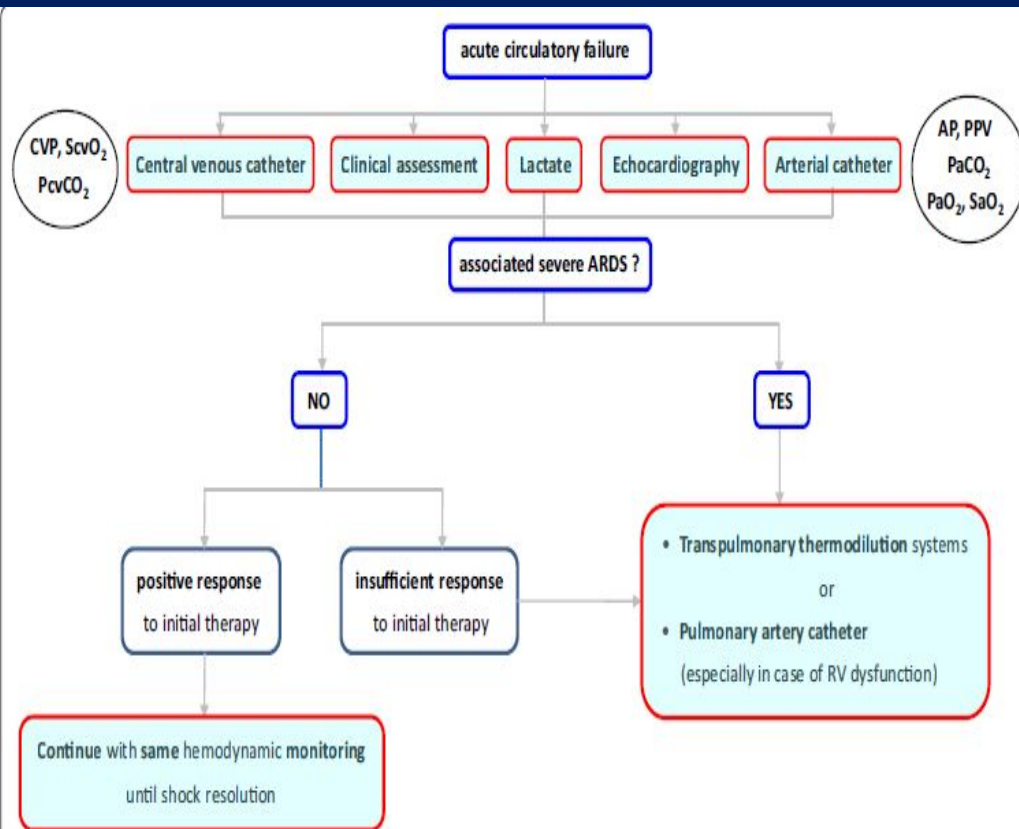 acute circulatory failure
CVP, ScvO₂
PcvCO₂
Central venous catheter
Clinical assessment
Lactate
Echocardiography
Arterial catheter
AP, PPV
PaCO₂
PaO₂, SaO₂
associated severe ARDS ?
NO
YES
positive response
to initial therapy
insufficient response
to initial therapy
• Transpulmonary thermodilution systems
or
• Pulmonary artery catheter
(especially in case of RV dysfunction)
Continue with same hemodynamic monitoring
until shock resolution